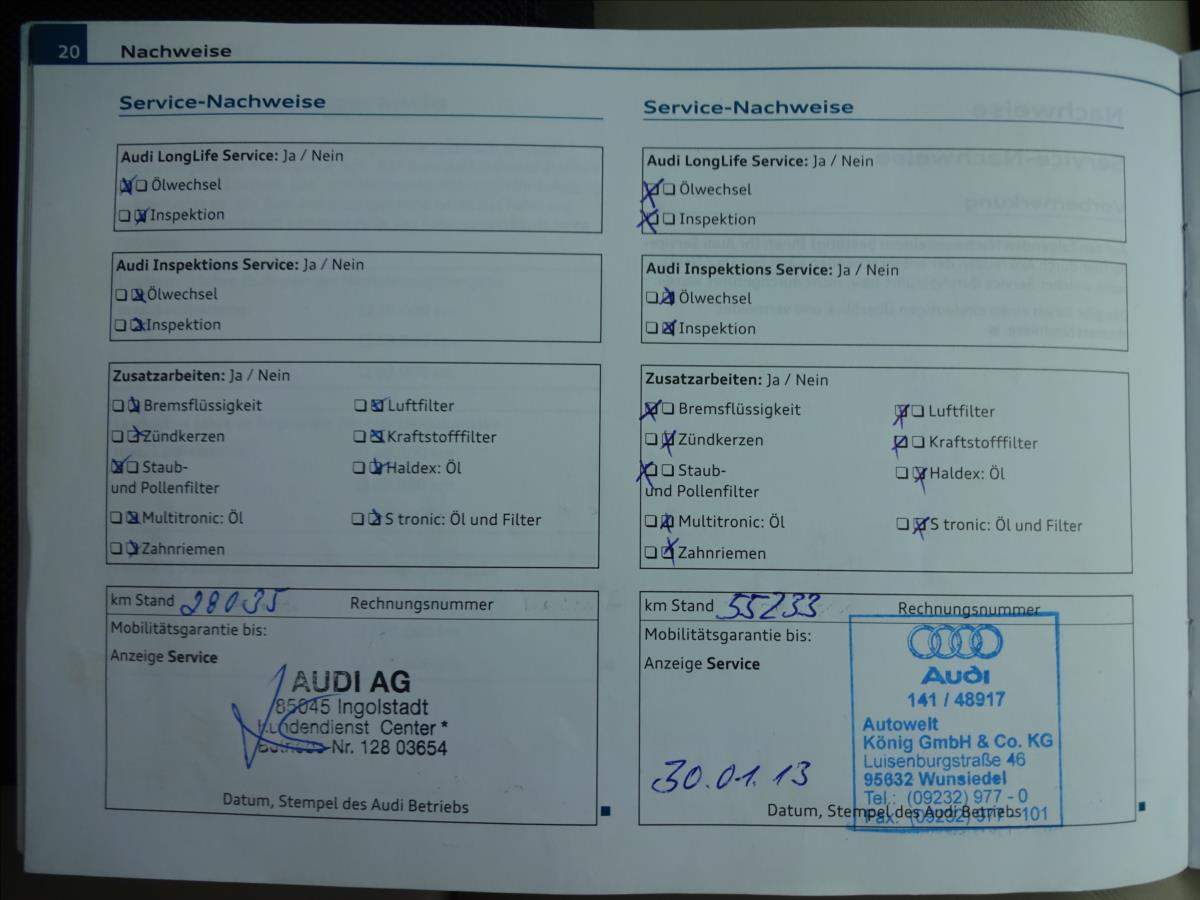 20 Nachweise
Service-Nachweise
Audi LongLife Service: Ja / Nein
Ölwechsel
Inspektion
Audi Inspektions Service: Ja / Nein
Ölwechsel
Inspektion
Zusatzarbeiten: Ja / Nein
Bremsflüssigkeit
Luftfilter
Zündkerzen
Kraftstofffilter
Staub-
und Pollenfilter
Haldex: Öl
Multitronic: Öl
S tronic: Öl und Filter
Zahnriemen
km Stand 28035 Rechnungsnummer
Mobilitätsgarantie bis:
Anzeige Service
AUDI AG
85045 Ingolstadt
Kundendienst Center *
Betriebs-Nr. 128 03654
Datum, Stempel des Audi Betriebs
Service-Nachweise
Audi LongLife Service: Ja / Nein
Ölwechsel
Inspektion
Audi Inspektions Service: Ja / Nein
Ölwechsel
Inspektion
Zusatzarbeiten: Ja / Nein
Bremsflüssigkeit
Luftfilter
Zündkerzen
Kraftstofffilter
Staub-
und Pollenfilter
Haldex: Öl
Multitronic: Öl
S tronic: Öl und Filter
Zahnriemen
km Stand 55233 Rechnungsnummer
Mobilitätsgarantie bis:
Anzeige Service
Audi
141 / 48917
Autowelt
König GmbH & Co. KG
Luisenburgstraße 46
95632 Wunsiedel
Tel.: (09232) 977 - 0
Fax: (09232) 977 - 101
30.01.13
Datum, Stempel des Audi Betriebs